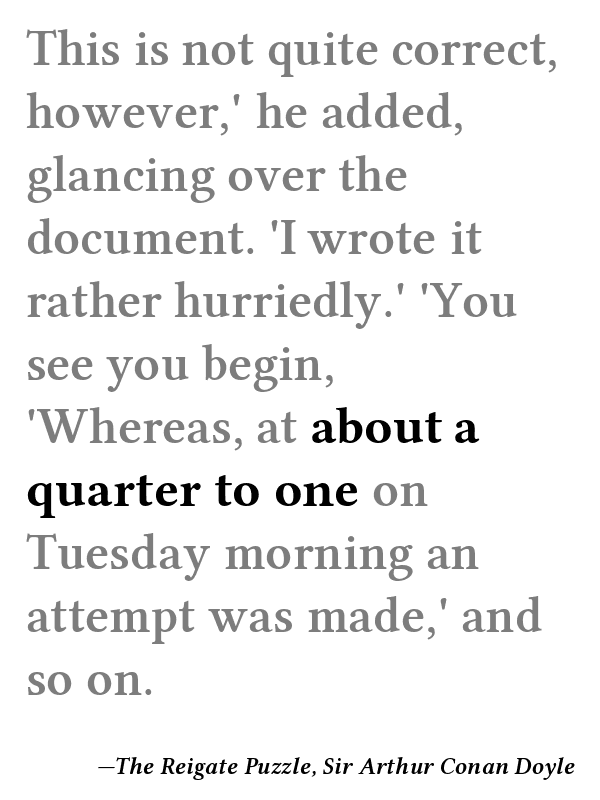 This is not quite correct,
however,' he added,
glancing over the
document. 'I wrote it
rather hurriedly.' 'You
see you begin,
'Whereas, at about a
quarter to one on
Tuesday morning an
attempt was made,' and
so on.
—The Reigate Puzzle, Sir Arthur Conan Doyle